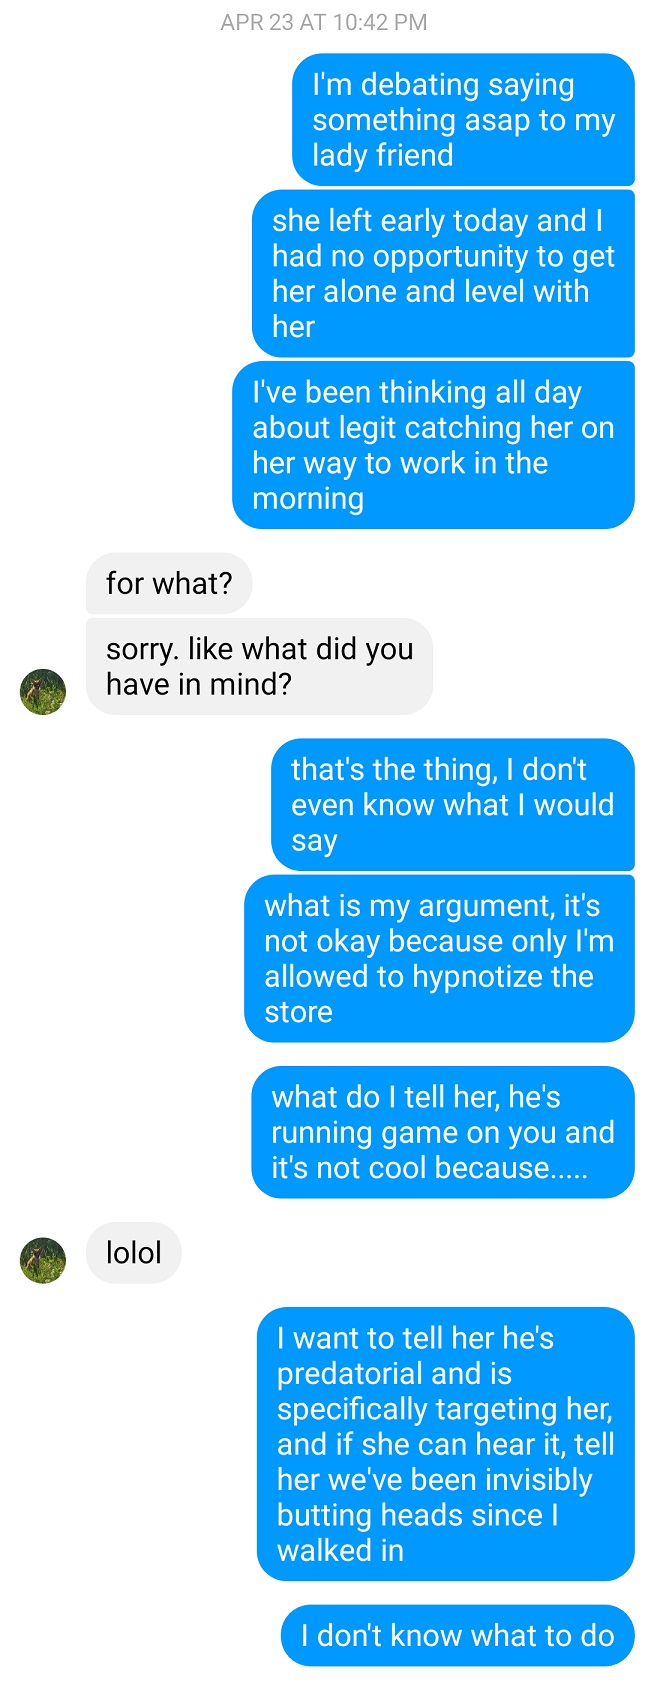 APR 23 AT 10:42 PM
I'm debating saying
something asap to my
lady friend
she left early today and I
had no opportunity to get
her alone and level with
her
I've been thinking all day
about legit catching her on
her way to work in the
morning
for what?
sorry. like what did you
have in mind?
that's the thing, I don't
even know what I would
say
what is my argument, it's
not okay because only I'm
allowed to hypnotize the
store
what do I tell her, he's
running game on you and
it's not cool because.....
lolol
I want to tell her he's
predatorial and is
specifically targeting her,
and if she can hear it, tell
her we've been invisibly
butting heads since I
walked in
I don't know what to do